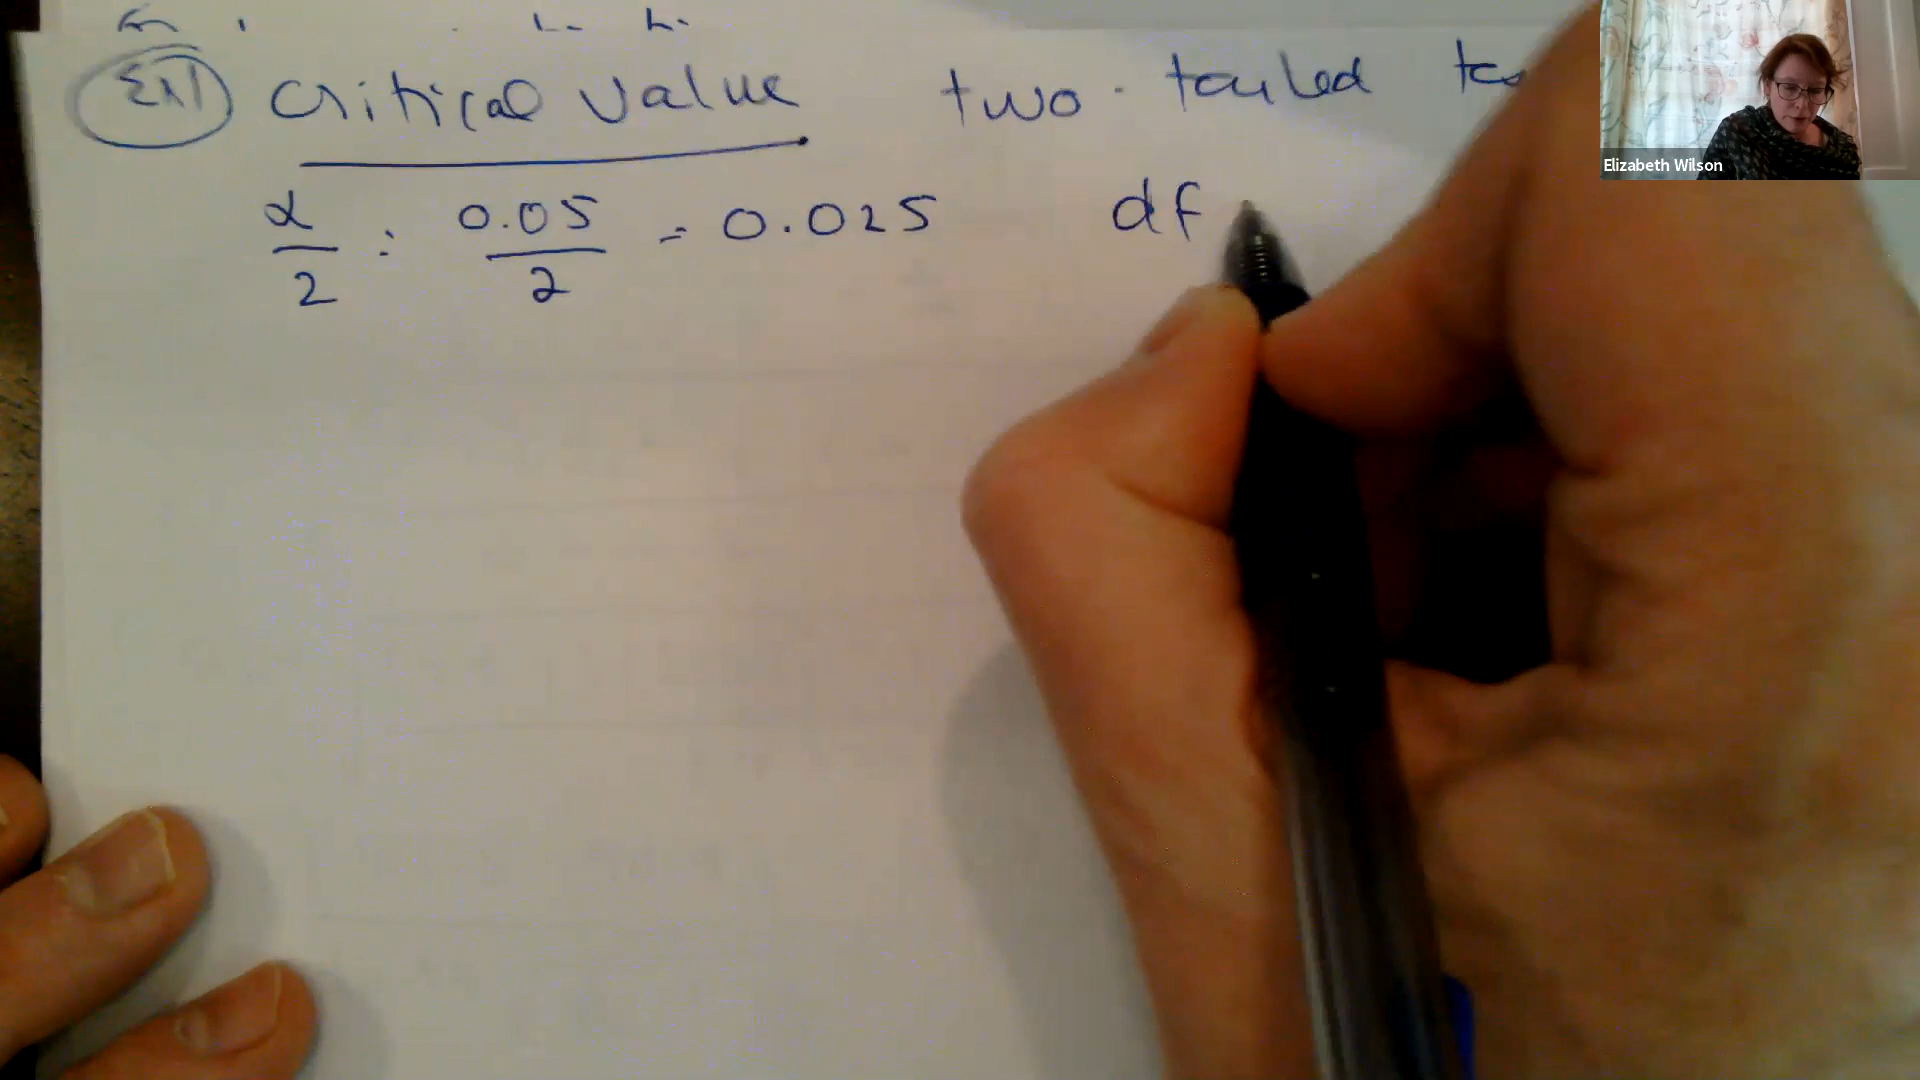 Ex1 Critical Value two-tailed
α/2 : 0.05/2 = 0.025 df
Elizabeth Wilson